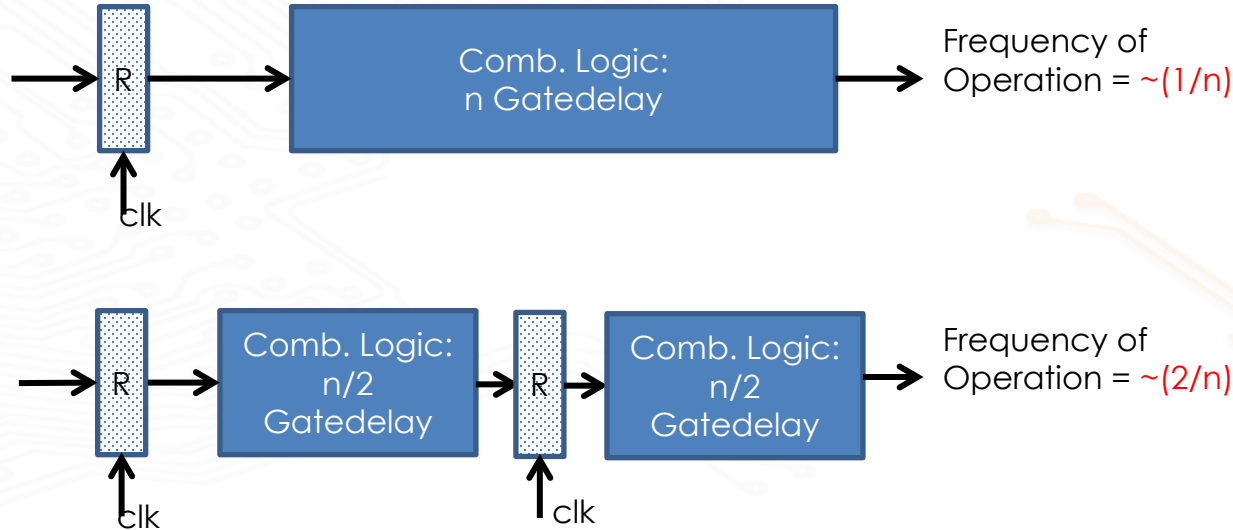 R
Comb. Logic:
n Gatedelay
Frequency of
Operation = ~(1/n)
clk
R
Comb. Logic:
n/2
Gatedelay
R
Comb. Logic:
n/2
Gatedelay
Frequency of
Operation = ~(2/n)
clk
clk